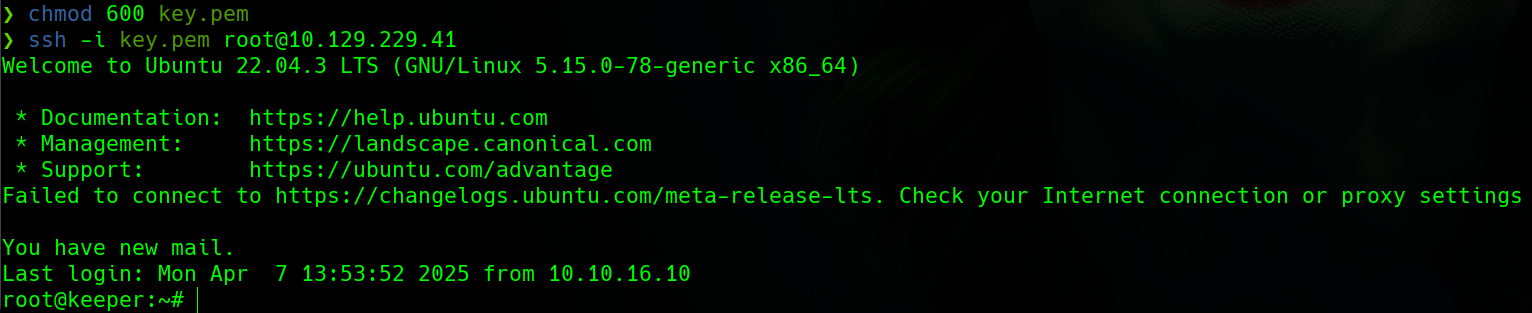 ❯ chmod 600 key.pem
❯ ssh -i key.pem root@10.129.229.41
Welcome to Ubuntu 22.04.3 LTS (GNU/Linux 5.15.0-78-generic x86_64)
 * Documentation:  https://help.ubuntu.com
 * Management:     https://landscape.canonical.com
 * Support:        https://ubuntu.com/advantage
Failed to connect to https://changelogs.ubuntu.com/meta-release-lts. Check your Internet connection or proxy settings
You have new mail.
Last login: Mon Apr  7 13:53:52 2025 from 10.10.16.10
root@keeper:~#